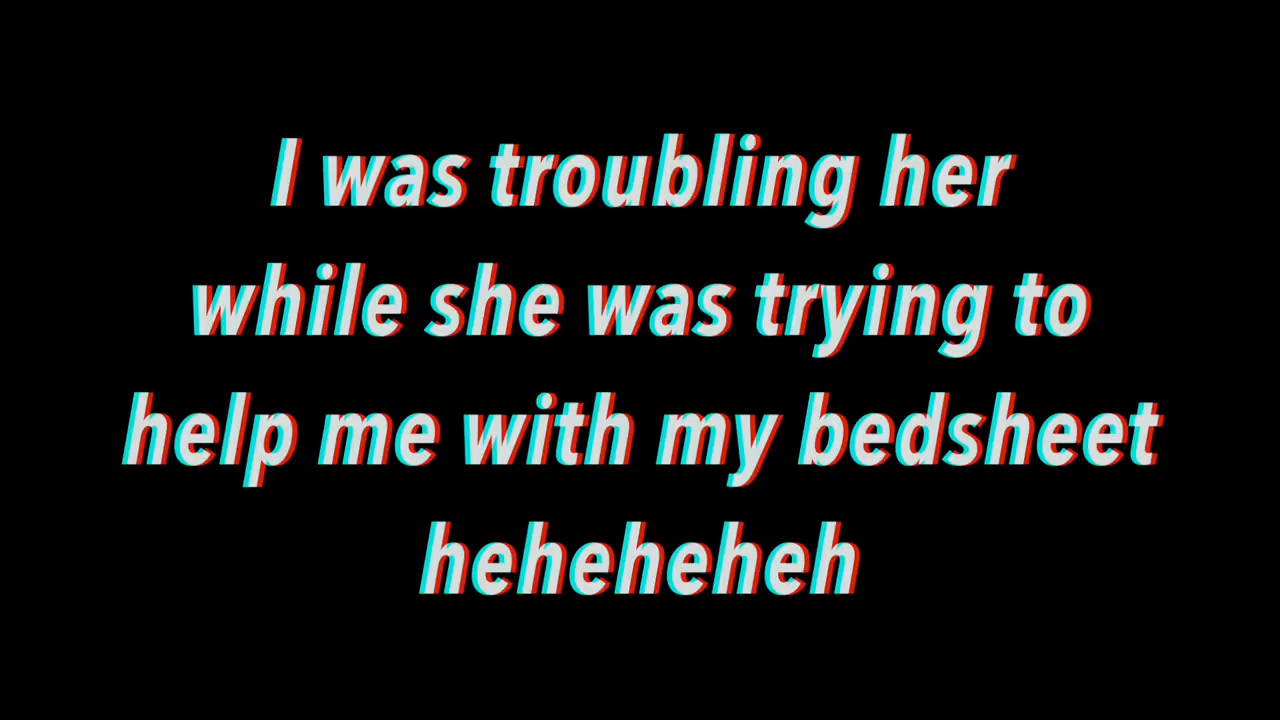 I was troubling her
while she was trying to
help me with my bedsheet
heheheheh